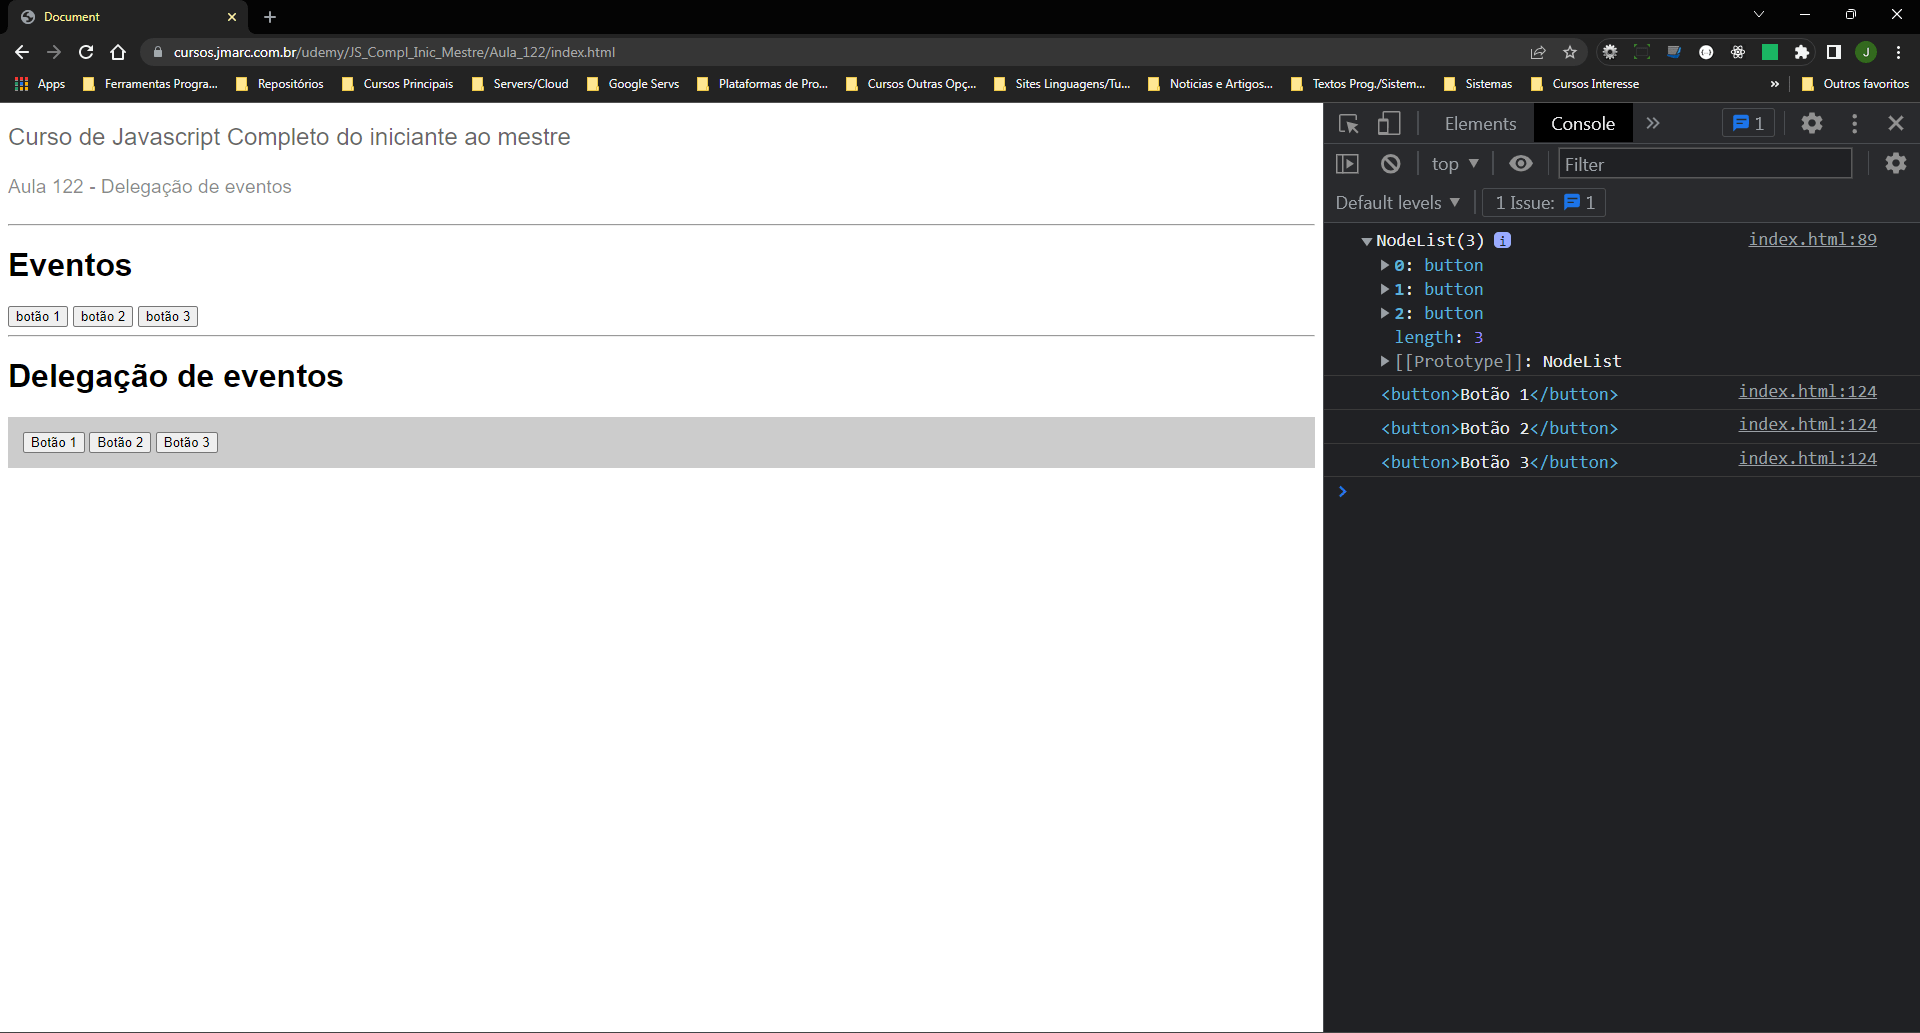 Document
cursos.jmarc.com.br/udemy/JS_Compl_Inic_Mestre/Aula_122/index.html
J
Apps Ferramentas Progra... Repositórios Cursos Principais Servers/Cloud Google Servs Plataformas de Pro... Cursos Outras Opç... Sites Linguagens/Tu... Noticias e Artigos... Textos Prog./Sistem... Sistemas Cursos Interesse » Outros favoritos
Curso de Javascript Completo do iniciante ao mestre
Aula 122 - Delegação de eventos
Eventos
botão 1 botão 2 botão 3
Delegação de eventos
Botão 1 Botão 2 Botão 3
Elements Console » 1
top Filter
Default levels 1 Issue: 1
NodeList(3) i index.html:89
0: button
1: button
2: button
length: 3
[[Prototype]]: NodeList
<button>Botão 1</button> index.html:124
<button>Botão 2</button> index.html:124
<button>Botão 3</button> index.html:124